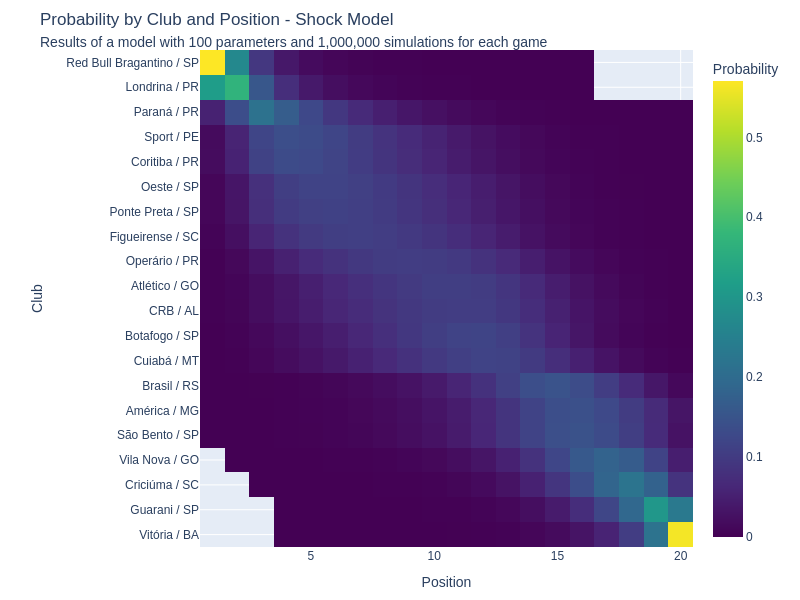 Probability by Club and Position - Shock Model
Results of a model with 100 parameters and 1,000,000 simulations for each game
Probability
Red Bull Bragantino / SP
Londrina / PR
Paraná / PR
Sport / PE
Coritiba / PR
Oeste / SP
Ponte Preta / SP
Figueirense / SC
Operário / PR
Atlético / GO
CRB / AL
Botafogo / SP
Cuiabá / MT
Brasil / RS
América / MG
São Bento / SP
Vila Nova / GO
Criciúma / SC
Guarani / SP
Vitória / BA
Club
5
10
15
20
Position
0.5
0.4
0.3
0.2
0.1
0